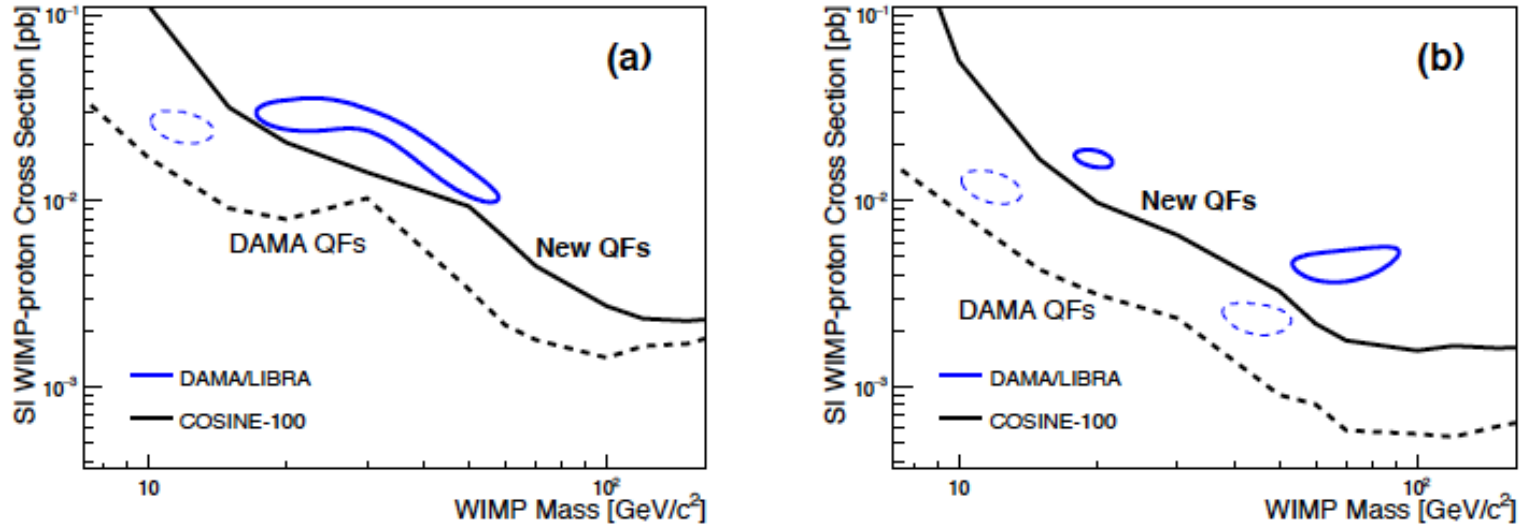 SI WIMP-proton Cross Section [pb]
10⁻¹
10⁻²
10⁻³
(a)
DAMA QFs
New QFs
DAMA/LIBRA
COSINE-100
10
10²
WIMP Mass [GeV/c²]
SI WIMP-proton Cross Section [pb]
10⁻¹
10⁻²
10⁻³
(b)
New QFs
DAMA QFs
DAMA/LIBRA
COSINE-100
10
10²
WIMP Mass [GeV/c²]